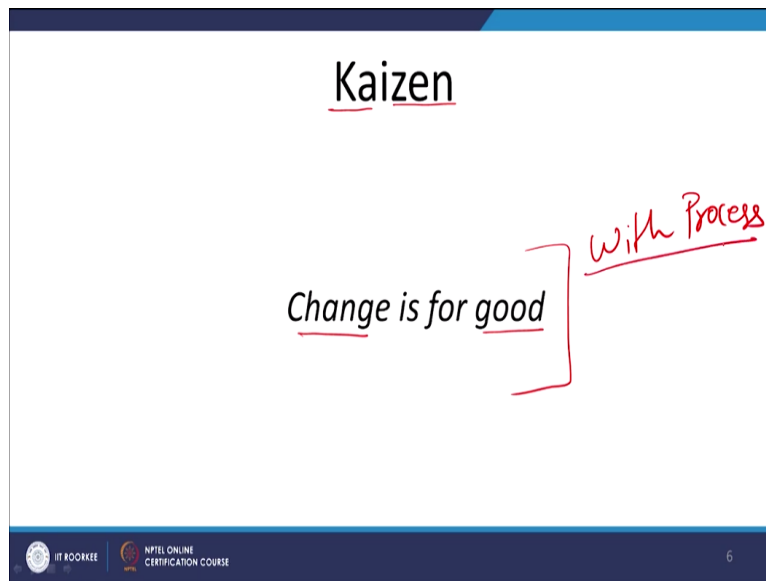 Kaizen
With Process
Change is for good
IIT ROORKEE
NPTEL ONLINE
CERTIFICATION COURSE
6